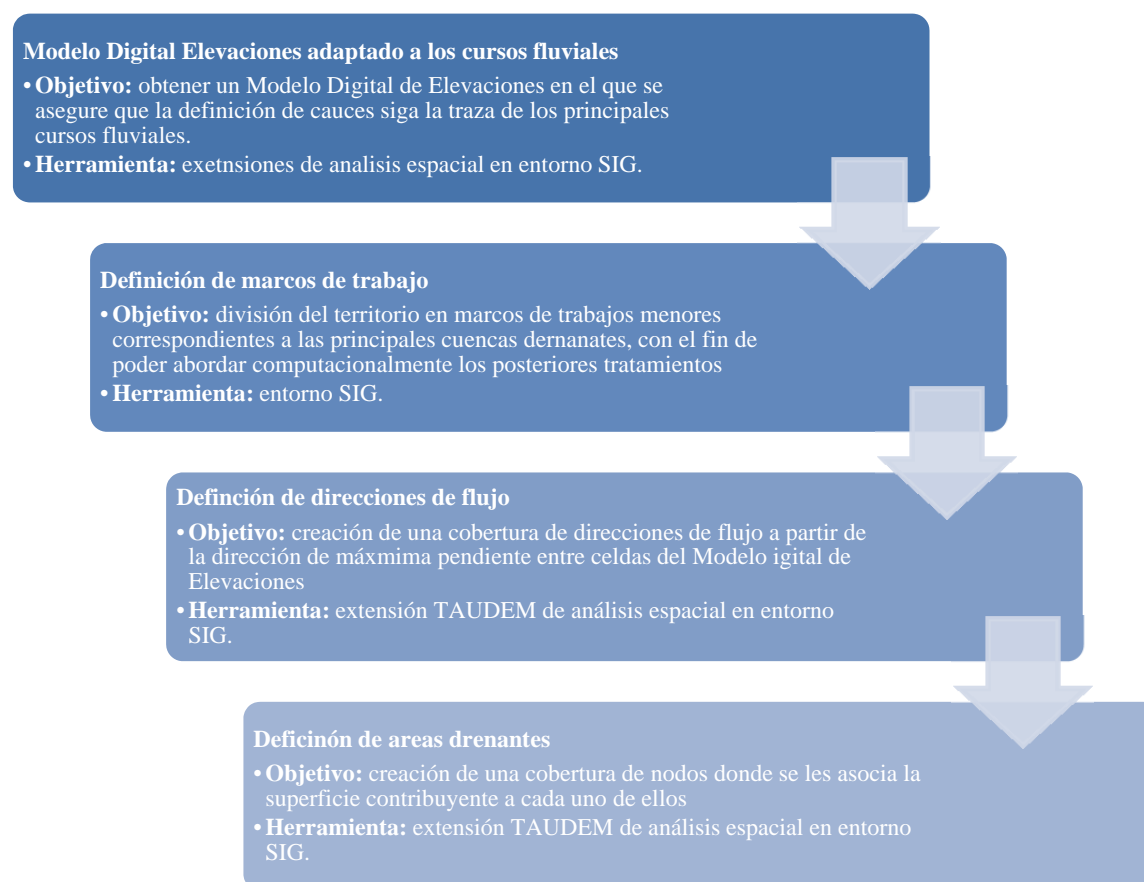 Modelo Digital Elevaciones adaptado a los cursos fluviales
• Objetivo: obtener un Modelo Digital de Elevaciones en el que se
asegure que la definición de cauces siga la traza de los principales
cursos fluviales.
• Herramienta: exetnsiones de analisis espacial en entorno SIG.
Definición de marcos de trabajo
• Objetivo: división del territorio en marcos de trabajos menores
correspondientes a las principales cuencas dernanates, con el fin de
poder abordar computacionalmente los posteriores tratamientos
• Herramienta: entorno SIG.
Definción de direcciones de flujo
• Objetivo: creación de una cobertura de direcciones de flujo a partir de
la dirección de máxmima pendiente entre celdas del Modelo igital de
Elevaciones
• Herramienta: extensión TAUDEM de análisis espacial en entorno
SIG.
Deficinón de areas drenantes
• Objetivo: creación de una cobertura de nodos donde se les asocia la
superficie contribuyente a cada uno de ellos
• Herramienta: extensión TAUDEM de análisis espacial en entorno
SIG.